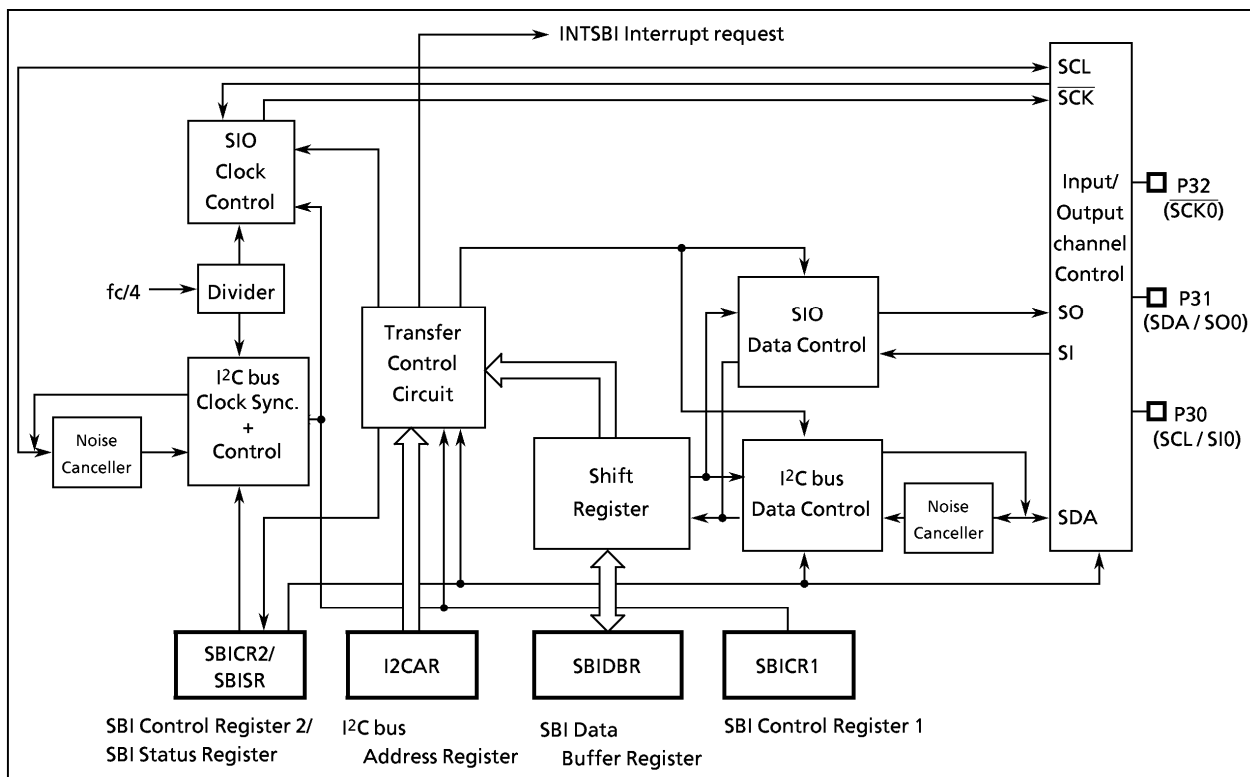 INTSBI Interrupt request
SCL
SCK
SIO
Clock
Control
Input/
Output
channel
Control
P32
(SCK0)
fc/4
Divider
P31
(SDA / SO0)
Transfer
Control
Circuit
SIO
Data Control
SO
SI
I²C bus
Clock Sync.
+
Control
Noise
Canceller
P30
(SCL / SI0)
Shift
Register
I²C bus
Data Control
Noise
Canceller
SDA
SBICR2/
SBISR
I2CAR
SBIDBR
SBICR1
SBI Control Register 2/
SBI Status Register
I²C bus
Address Register
SBI Data
Buffer Register
SBI Control Register 1